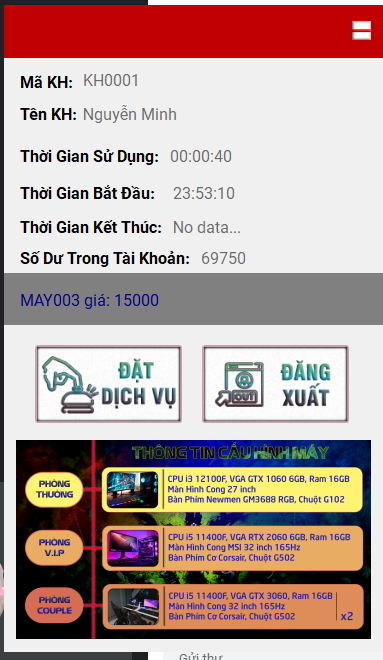 Mã KH: KH0001
Tên KH: Nguyễn Minh
Thời Gian Sử Dụng: 00:00:40
Thời Gian Bắt Đầu: 23:53:10
Thời Gian Kết Thúc: No data...
Số Dư Trong Tài Khoản: 69750
MAY003 giá: 15000
ĐẶT
DỊCH VỤ
OUT
ĐĂNG
XUẤT
THÔNG TIN CẤU HÌNH MÁY
PHÒNG
THƯỜNG
CPU i3 12100F, VGA GTX 1060 6GB, Ram 16GB
Màn Hình Cong 27 inch
Bàn Phím Newmen GM368B RGB, Chuột G102
PHÒNG
V.I.P
CPU i5 11400F, VGA RTX 2060 6GB, Ram 16GB
Màn Hình Cong MSI 32 inch 165Hz
Bàn Phím Cơ Corsair, Chuột G502
PHÒNG
COUPLE
CPU i5 11400F, VGA GTX 3060, Ram 16GB
Màn Hình Cong 32 inch 165Hz
Bàn Phím Cơ Corsair, Chuột G502
x2
Gửi thư